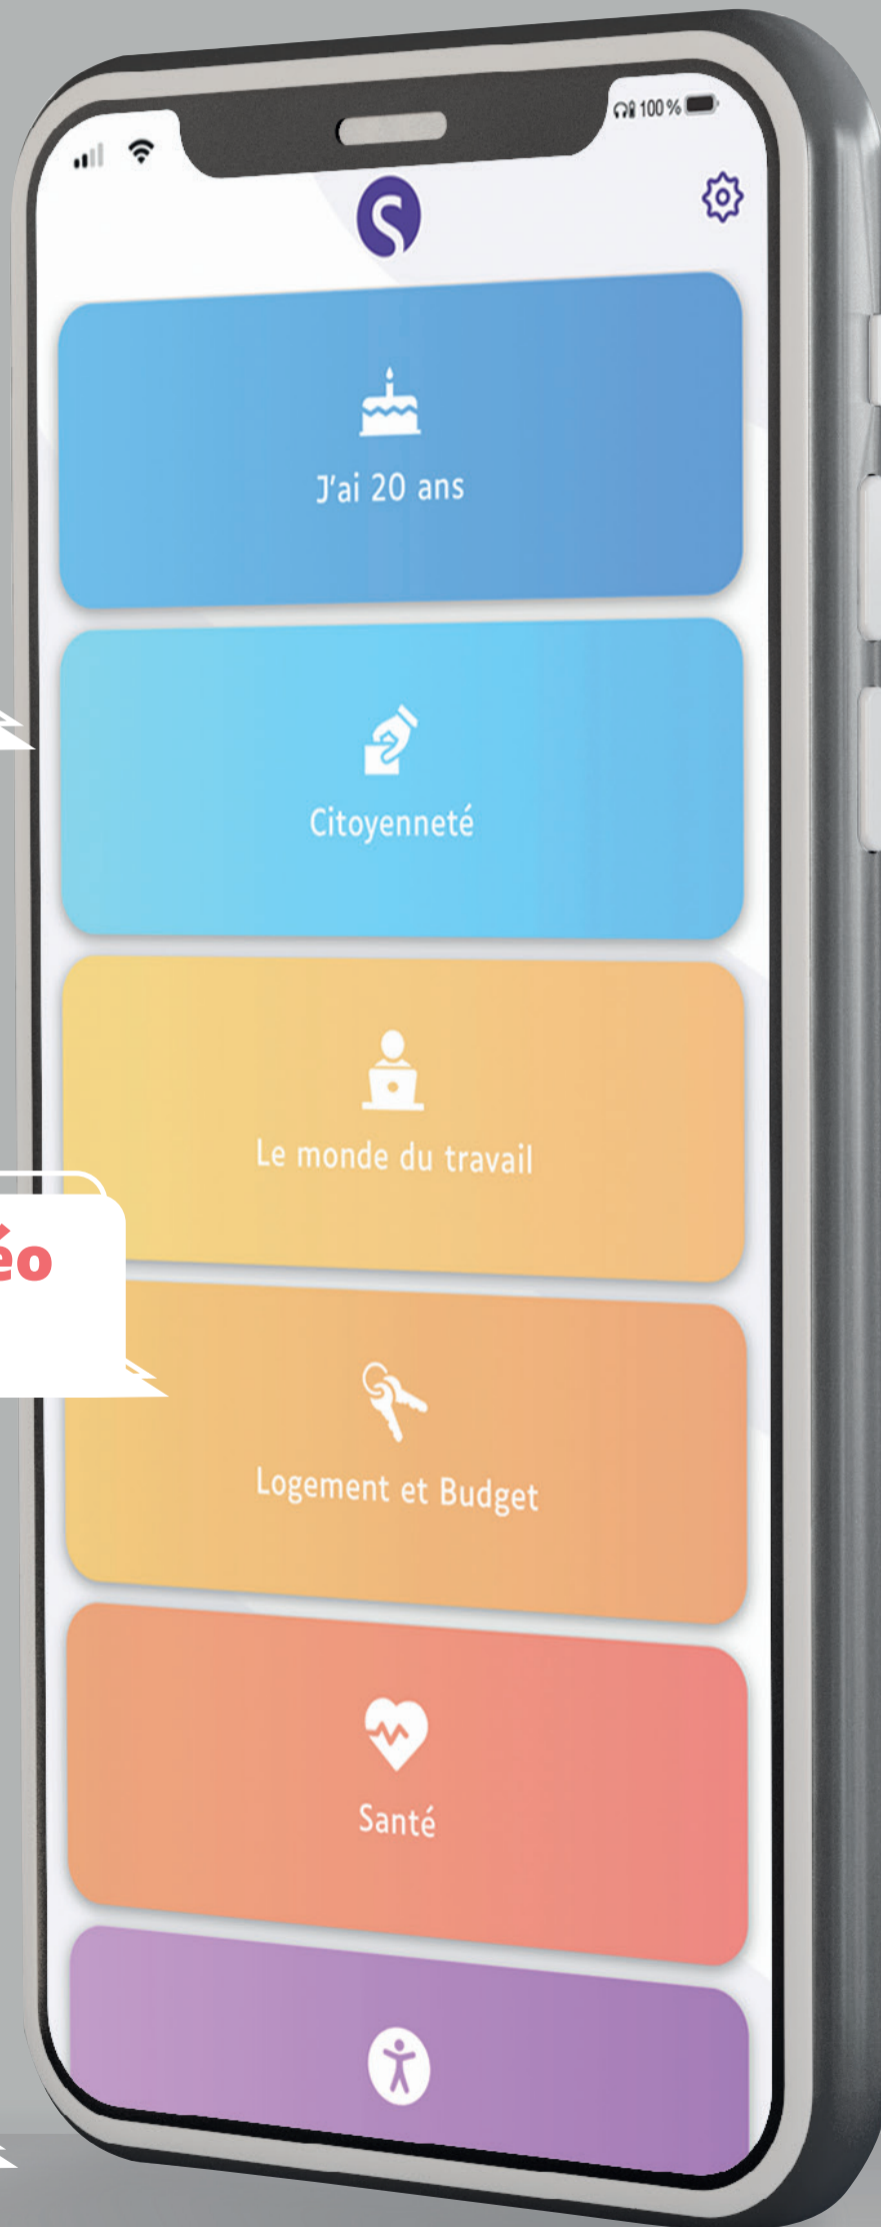 100 %
J'ai 20 ans
Citoyenneté
Le monde du travail
éo
Logement et Budget
Santé